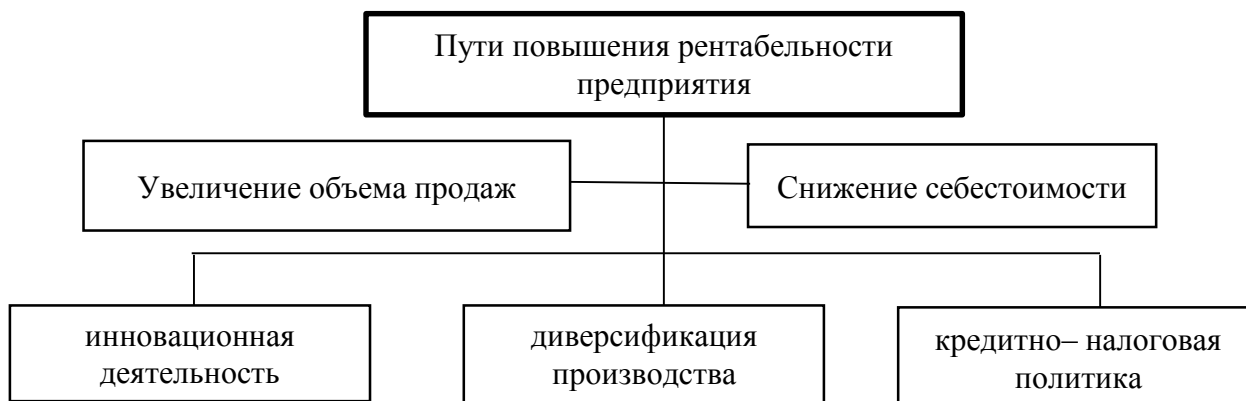 Пути повышения рентабельности
предприятия
Увеличение объема продаж
Снижение себестоимости
инновационная
деятельность
диверсификация
производства
кредитно– налоговая
политика